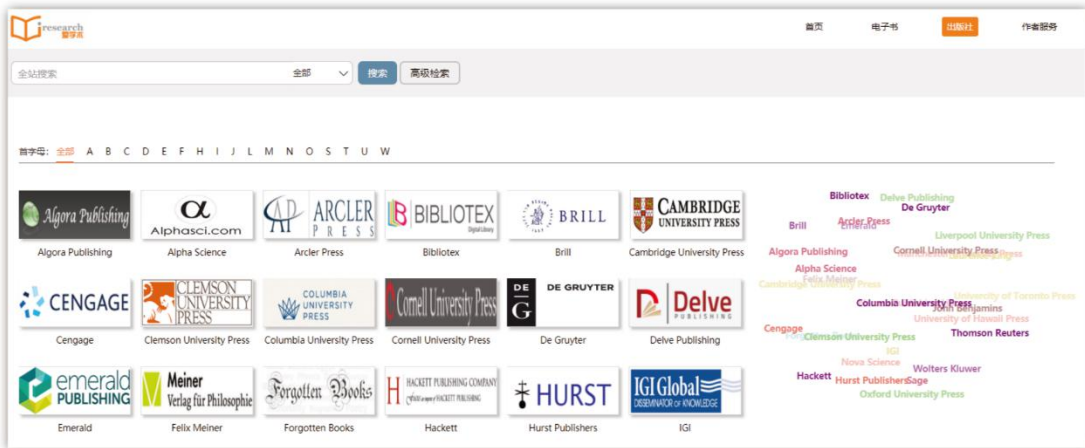 iresearch
爱学术
首页 电子书 出版社 作者服务
全站搜索 全部 搜索 高级检索
首字母: 全部 A B C D E F H I J L M N O S T U W
Algora Publishing
Alphasci.com
ARCLER PRESS
BIBLIOTEX
Digital Library
BRILL
CAMBRIDGE UNIVERSITY PRESS
Algora Publishing Alpha Science Arcler Press Bibliotex Brill Cambridge University Press
CENGAGE
CLEMSON UNIVERSITY PRESS
COLUMBIA UNIVERSITY PRESS
Cornell University Press
DE G DE GRUYTER
Delve PUBLISHING
Cengage Clemson University Press Columbia University Press Cornell University Press De Gruyter Delve Publishing
emerald PUBLISHING
Meiner Verlag für Philosophie
Forgotten Books
HACKETT PUBLISHING COMPANY
HURST
IGI Global
DISSEMINATOR OF KNOWLEDGE
Emerald Felix Meiner Forgotten Books Hackett Hurst Publishers IGI
Bibliotex Delve Publishing
De Gruyter
Brill Arcler Press
Emerald
Liverpool University Press
Algora Publishing Cornell University Press
Alpha Science
Felix Meiner
Cambridge University Press
University of Toronto Press
Columbia University Press
John Benjamins
University of Hawaii Press
Cengage Clemson University Press Thomson Reuters
IGI
Nova Science
Wolters Kluwer
Hackett Hurst Publishers Sage
Oxford University Press